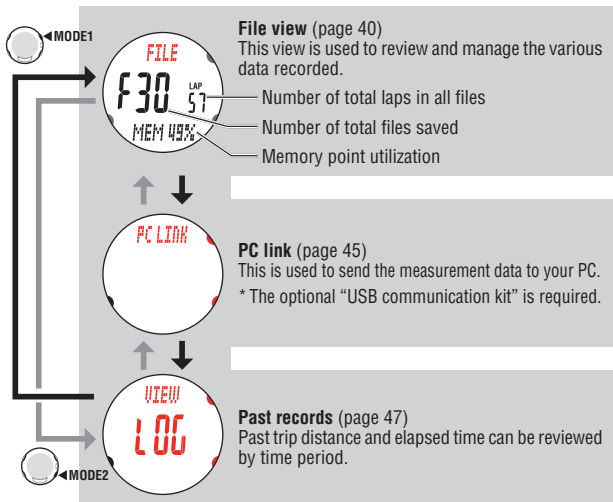 MODE1
FILE
F30 LAP 57
MEM 49%
File view (page 40)
This view is used to review and manage the various
data recorded.
Number of total laps in all files
Number of total files saved
Memory point utilization
PC LINK
PC link (page 45)
This is used to send the measurement data to your PC.
* The optional “USB communication kit” is required.
VIEW
LOG
Past records (page 47)
Past trip distance and elapsed time can be reviewed
by time period.
MODE2